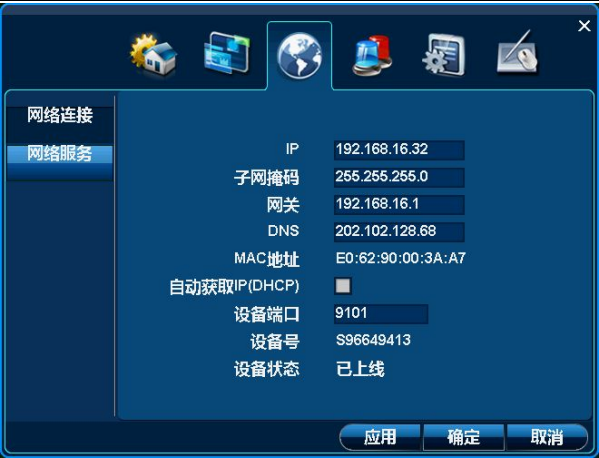 网络连接
网络服务
IP 192.168.16.32
子网掩码 255.255.255.0
网关 192.168.16.1
DNS 202.102.128.68
MAC地址 E0:62:90:00:3A:A7
自动获取IP(DHCP)
设备端口 9101
设备号 S96649413
设备状态 已上线
应用 确定 取消